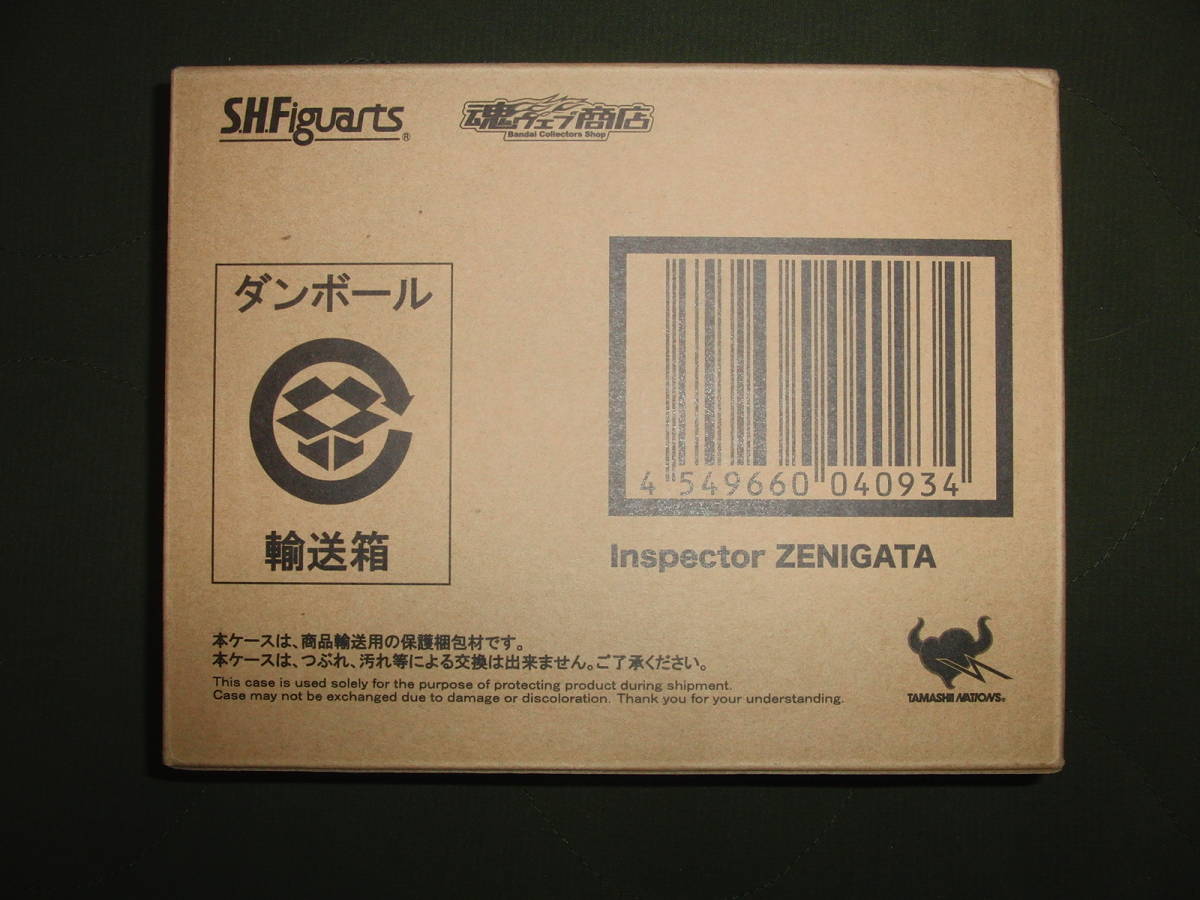 S.H.Figuarts®
魂ウェブ商店
Bandai Collectors Shop
ダンボール
輸送箱
4 549660 040934
Inspector ZENIGATA
本ケースは、商品輸送用の保護梱包材です。
本ケースは、つぶれ、汚れ等による交換は出来ません。ご了承ください。
This case is used solely for the purpose of protecting product during shipment.
Case may not be exchanged due to damage or discoloration. Thank you for your understanding.
TAMASHII NATIONS®